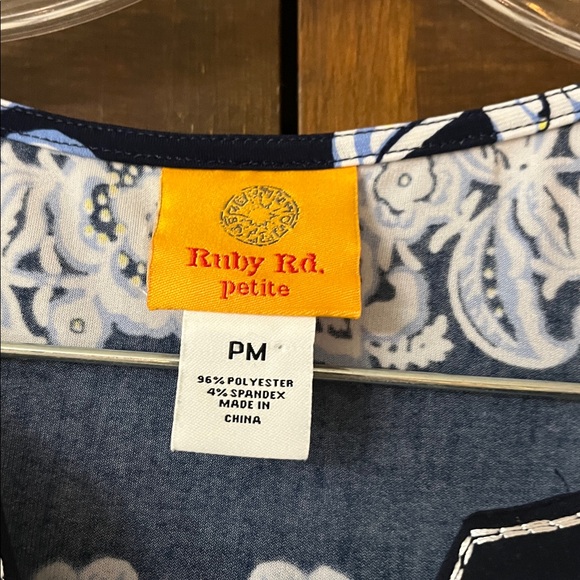 Ruby Rd.
petite
PM
96% POLYESTER
4% SPANDEX
MADE IN
CHINA